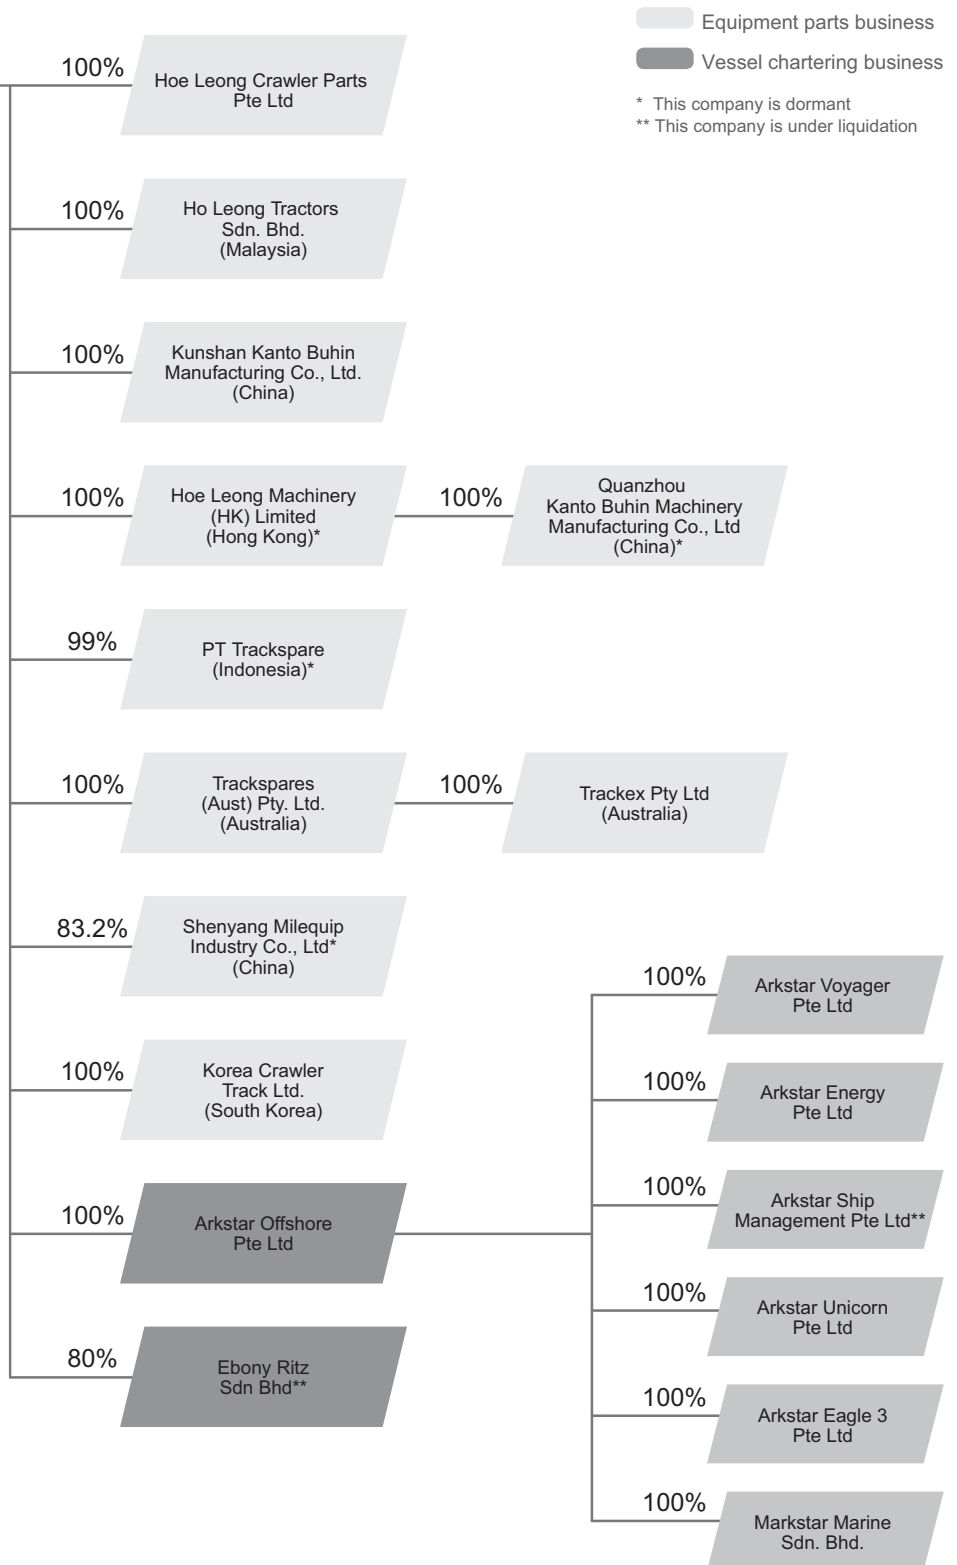 Equipment parts business
Vessel chartering business
* This company is dormant
** This company is under liquidation
100%
Hoe Leong Crawler Parts
Pte Ltd
100%
Ho Leong Tractors
Sdn. Bhd.
(Malaysia)
100%
Kunshan Kanto Buhin
Manufacturing Co., Ltd.
(China)
100%
Hoe Leong Machinery
(HK) Limited
(Hong Kong)*
100%
Quanzhou
Kanto Buhin Machinery
Manufacturing Co., Ltd
(China)*
99%
PT Trackspare
(Indonesia)*
100%
Trackspares
(Aust) Pty. Ltd.
(Australia)
100%
Trackex Pty Ltd
(Australia)
83.2%
Shenyang Milequip
Industry Co., Ltd*
(China)
100%
Korea Crawler
Track Ltd.
(South Korea)
100%
Arkstar Offshore
Pte Ltd
80%
Ebony Ritz
Sdn Bhd**
100%
Arkstar Voyager
Pte Ltd
100%
Arkstar Energy
Pte Ltd
100%
Arkstar Ship
Management Pte Ltd**
100%
Arkstar Unicorn
Pte Ltd
100%
Arkstar Eagle 3
Pte Ltd
100%
Markstar Marine
Sdn. Bhd.